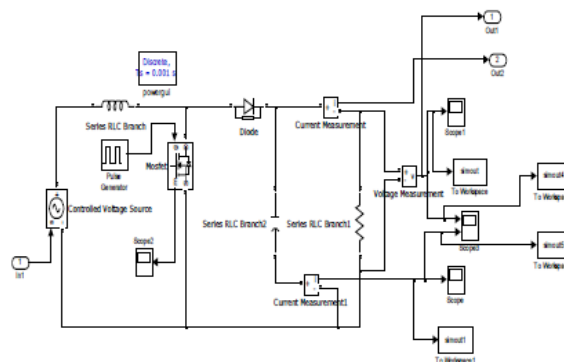 1
Out1
2
Out2
Discrete,
Ts = 0.001 s
powergui
Series RLC Branch
Diode
Current Measurement
Scope1
Pulse
Generator
Mosfet
Voltage Measurement
simout
To Workspace
simout4
To Workspac
Controlled Voltage Source
Series RLC Branch2
Series RLC Branch1
Scope3
simout5
To Workspac
Scope2
1
In1
Current Measurement1
Scope
simout1
To Workspace1